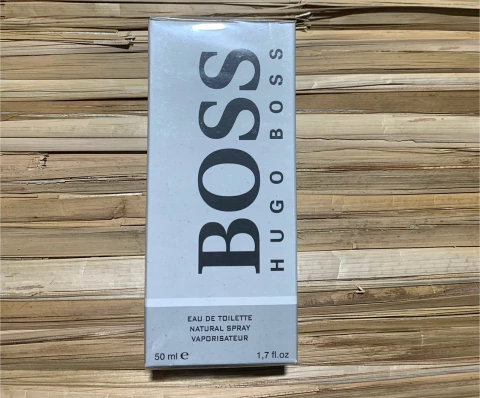 BOSS
HUGO BOSS
EAU DE TOILETTE
NATURAL SPRAY
VAPORISATEUR
50 ml ℮ 1,7 fl.oz